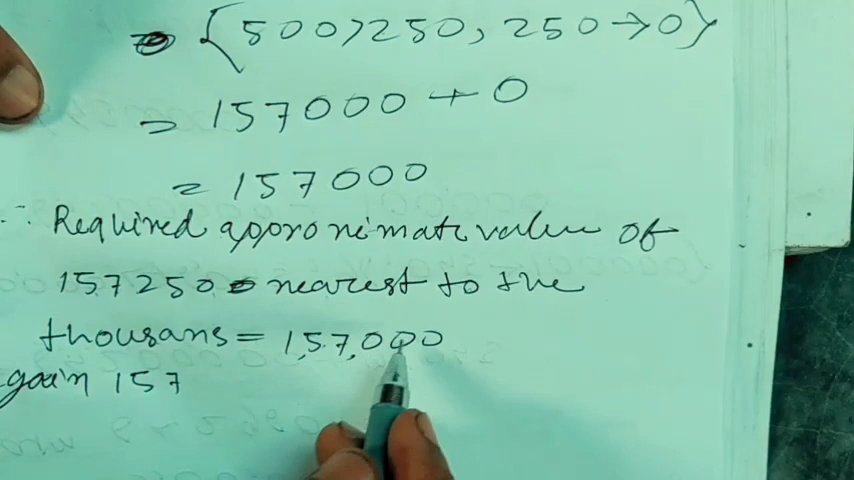 {500>250, 250→0}
= 157000 + 0
= 157000
∴ Required approximate value of
157250 nearest to the
thousans = 1,57,000
gain 157